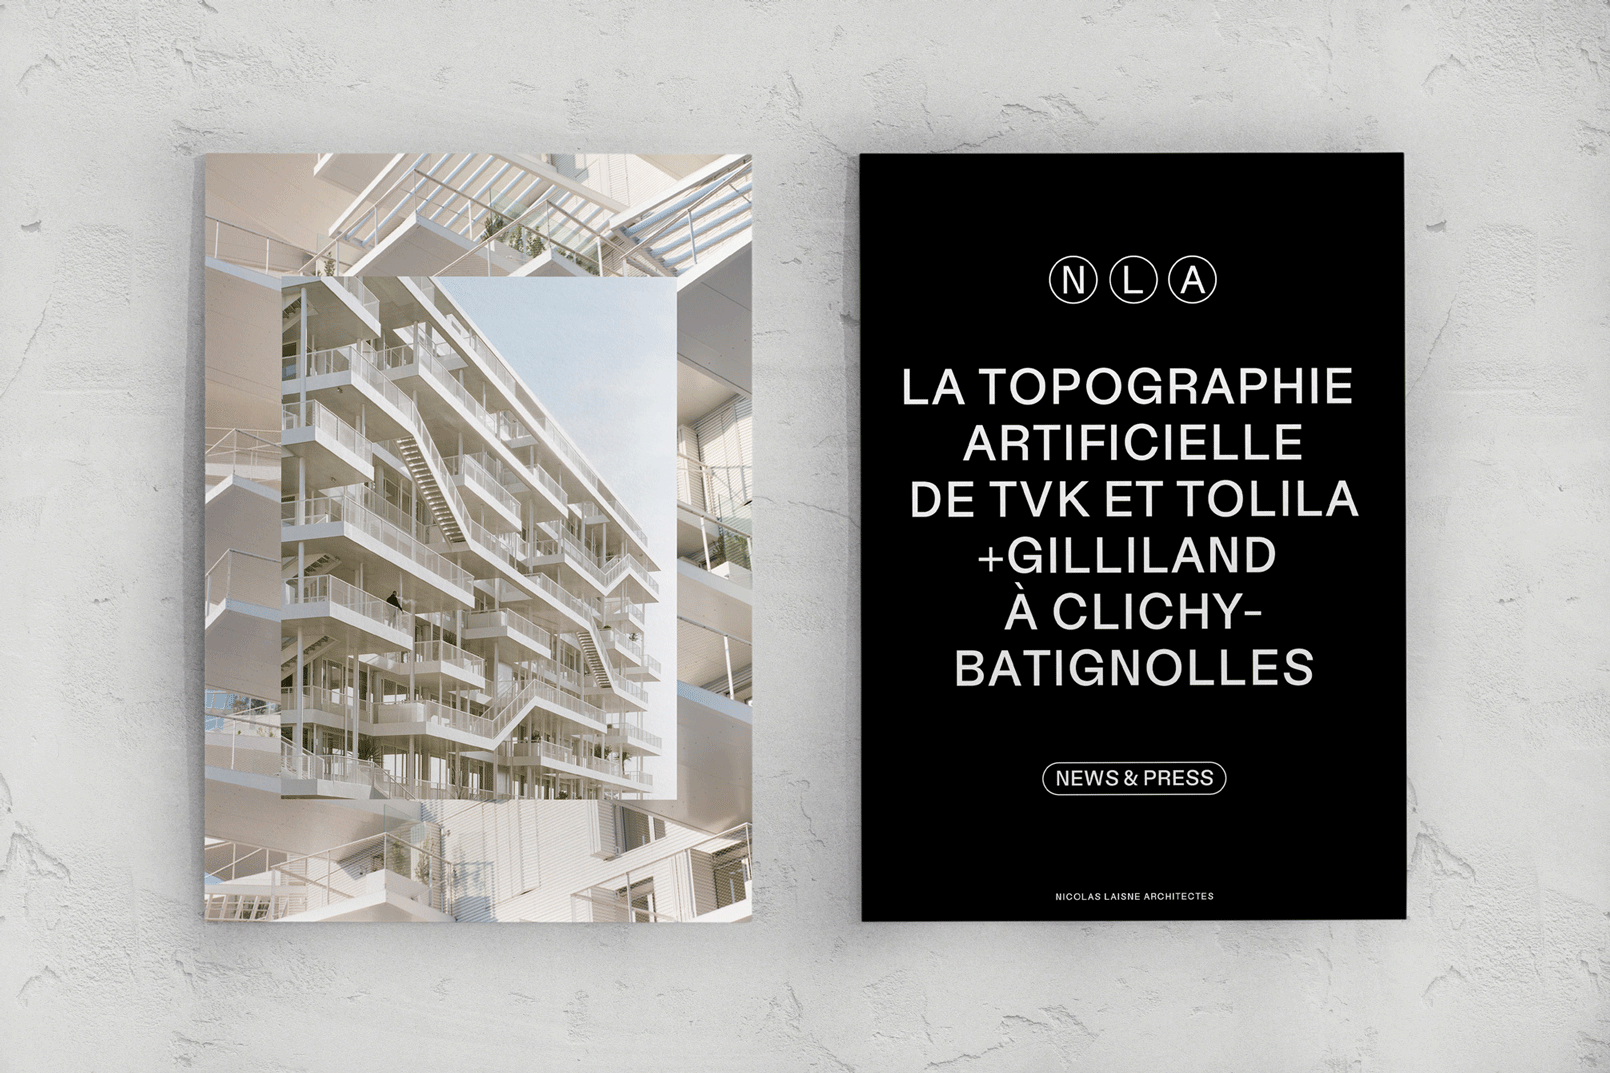 N L A
LA TOPOGRAPHIE
ARTIFICIELLE
DE TVK ET TOLILA
+GILLILAND
À CLICHY-
BATIGNOLLES
NEWS & PRESS
NICOLAS LAISNE ARCHITECTES